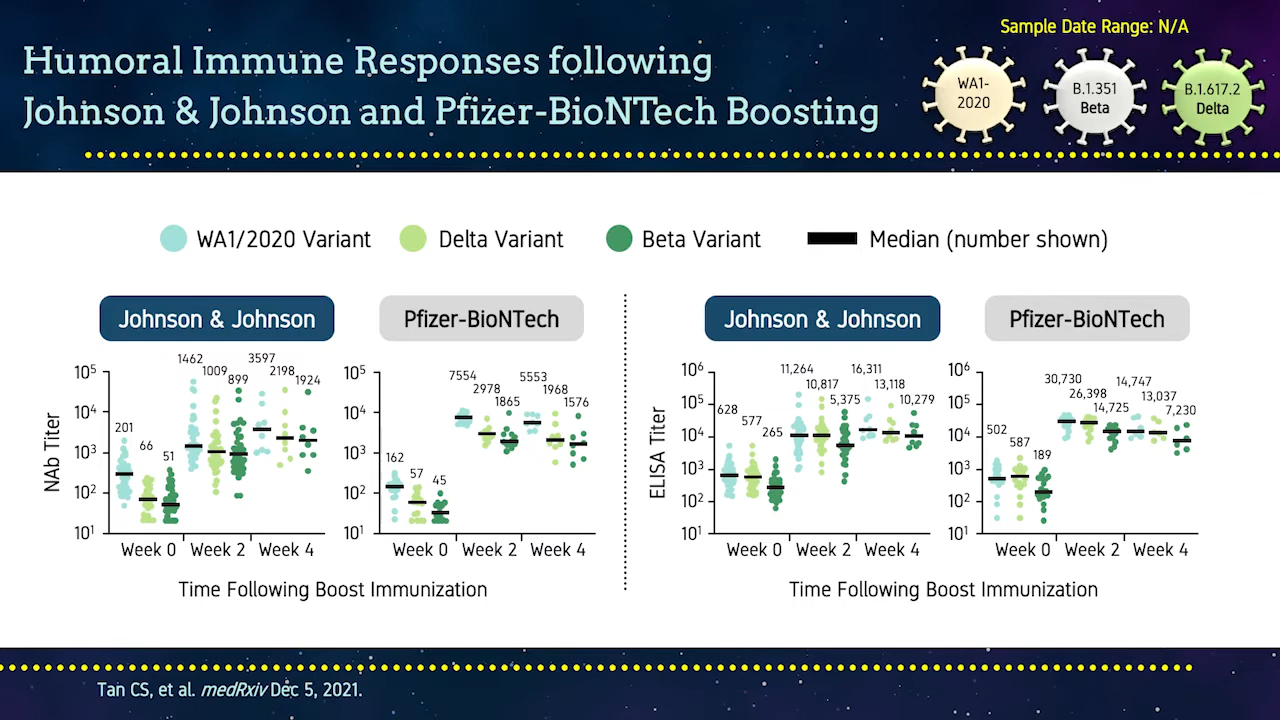 Sample Date Range: N/A
Humoral Immune Responses following
Johnson & Johnson and Pfizer-BioNTech Boosting
WA1-
2020
B.1.351
Beta
B.1.617.2
Delta
WA1/2020 Variant
Delta Variant
Beta Variant
Median (number shown)
Johnson & Johnson
Pfizer-BioNTech
Johnson & Johnson
Pfizer-BioNTech
NAb Titer
10⁵
10⁴
10³
10²
10¹
201
66
51
1462
1009
899
3597
2198
1924
Week 0
Week 2
Week 4
10⁵
10⁴
10³
10²
10¹
162
57
45
7554
2978
1865
5553
1968
1576
Week 0
Week 2
Week 4
Time Following Boost Immunization
ELISA Titer
10⁶
10⁵
10⁴
10³
10²
10¹
628
577
265
11,264
10,817
5,375
16,311
13,118
10,279
Week 0
Week 2
Week 4
10⁶
10⁵
10⁴
10³
10²
10¹
502
587
189
30,730
26,398
14,725
14,747
13,037
7,230
Week 0
Week 2
Week 4
Time Following Boost Immunization
Tan CS, et al. medRxiv Dec 5, 2021.